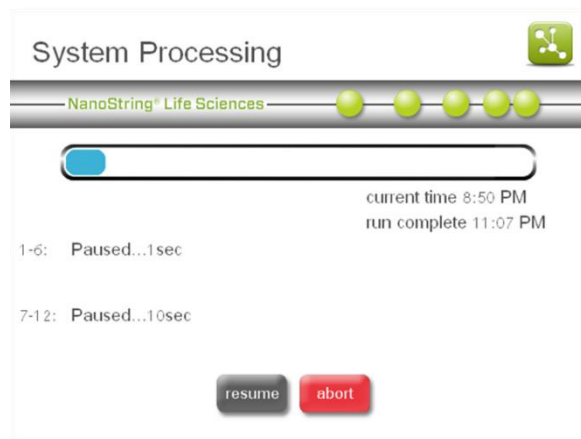 System Processing
NanoString® Life Sciences
current time 8:50 PM
run complete 11:07 PM
1-6: Paused...1sec
7-12: Paused...10sec
resume abort